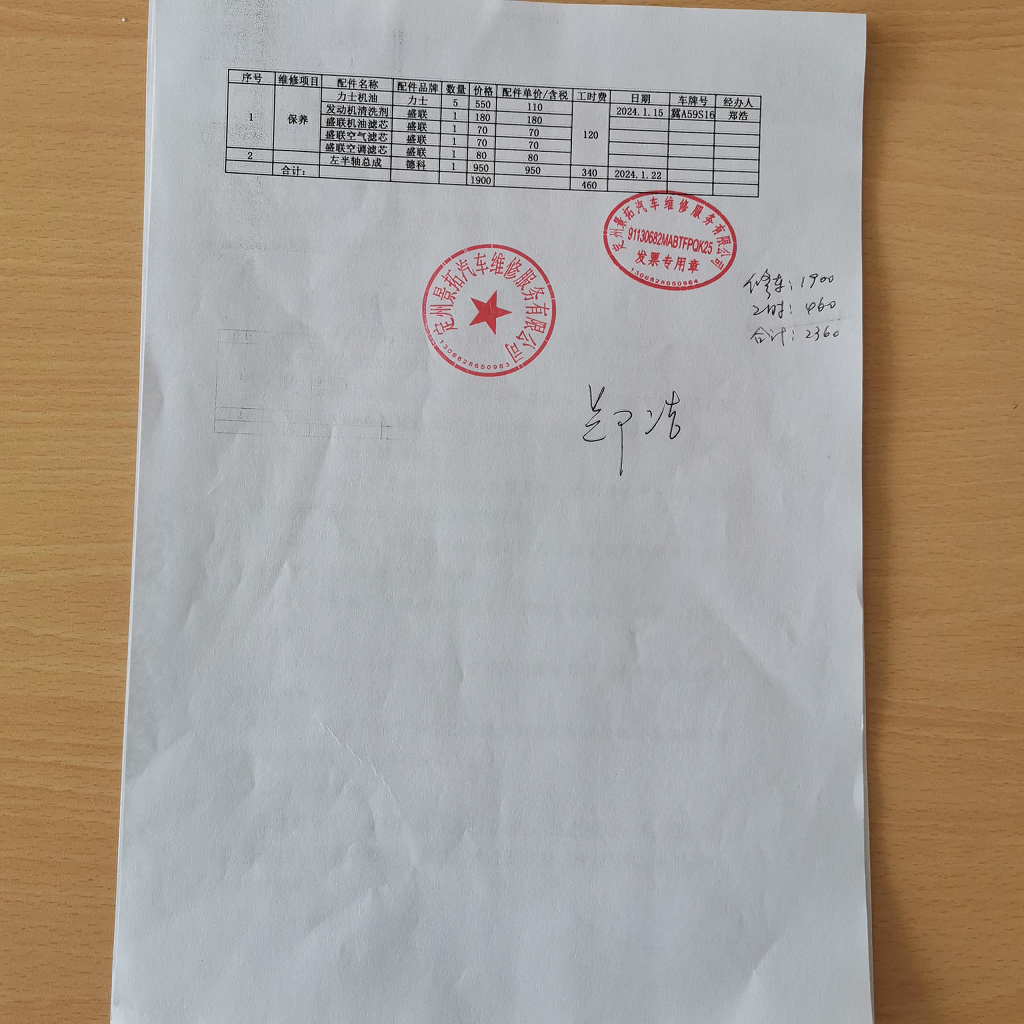 序号 维修项目 配件名称 配件品牌 数量 价格 配件单价/含税 工时费 日期 车牌号 经办人
1 保养 力士机油 力士 5 550 110 120 2024.1.15 冀A59S16 郑浩
发动机清洗剂 盛联 1 180 180
盛联机油滤芯 盛联 1 70 70
盛联空气滤芯 盛联 1 70 70
盛联空调滤芯 盛联 1 80 80
2 左半轴总成 德科 1 950 950 340 2024.1.22
合计: 1900 460
定州景拓汽车维修服务有限公司
91130682MABTFPQK25
发票专用章
1306828650964
定州景拓汽车维修服务有限公司
1306828650963
修车: 1900
工时: 460
合计: 2360
郑浩